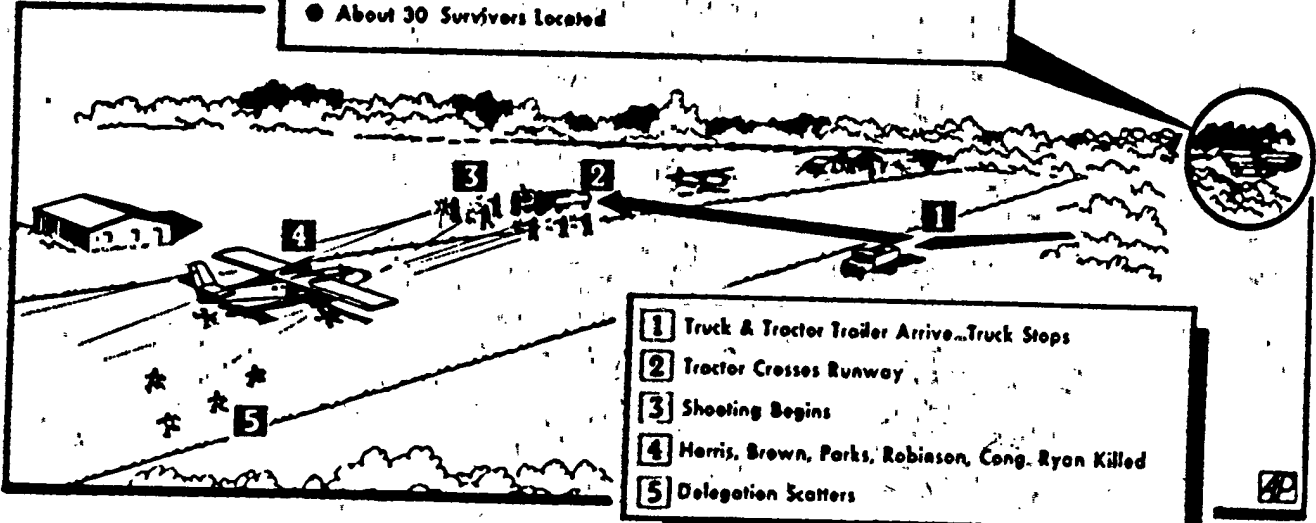 ● About 30 Survivers Located
3
2
1
4
5
1 Truck & Tractor Trailer Arrive...Truck Stops
2 Tractor Crosses Runway
3 Shooting Begins
4 Harris, Brown, Parks, Robinson, Cong. Ryan Killed
5 Delegation Scatters
AP